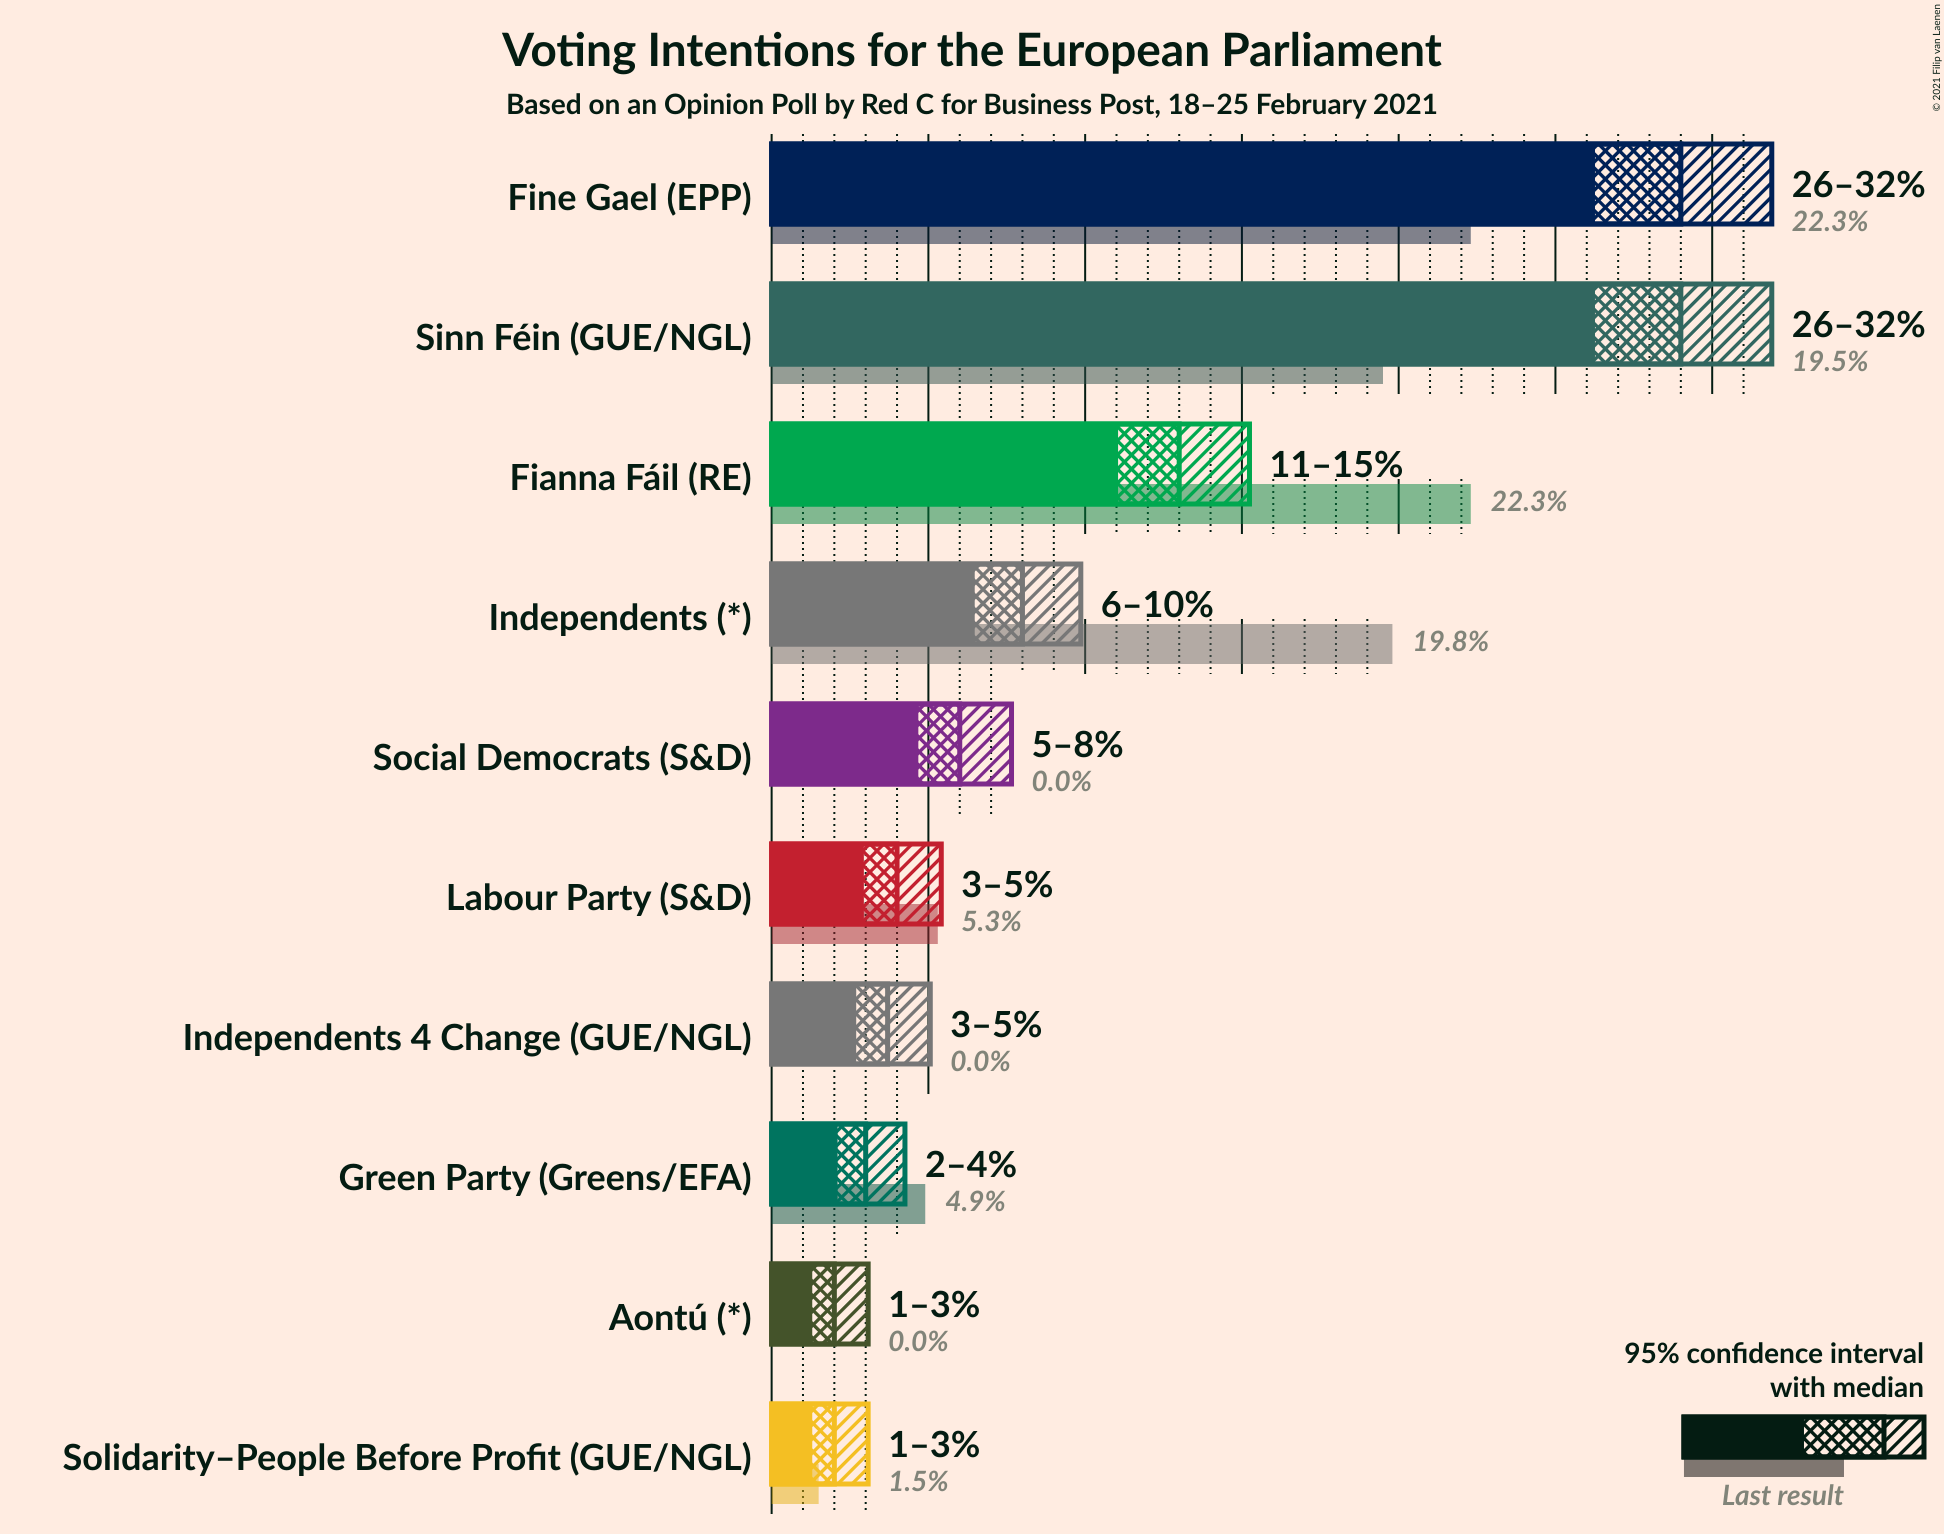 Voting Intentions for the European Parliament
Based on an Opinion Poll by Red C for Business Post, 18–25 February 2021
© 2021 Filip van Laenen
Fine Gael (EPP)
26–32%
22.3%
Sinn Féin (GUE/NGL)
26–32%
19.5%
Fianna Fáil (RE)
11–15%
22.3%
Independents (*)
6–10%
19.8%
Social Democrats (S&D)
5–8%
0.0%
Labour Party (S&D)
3–5%
5.3%
Independents 4 Change (GUE/NGL)
3–5%
0.0%
Green Party (Greens/EFA)
2–4%
4.9%
Aontú (*)
1–3%
0.0%
Solidarity–People Before Profit (GUE/NGL)
1–3%
1.5%
95% confidence interval
with median
Last result